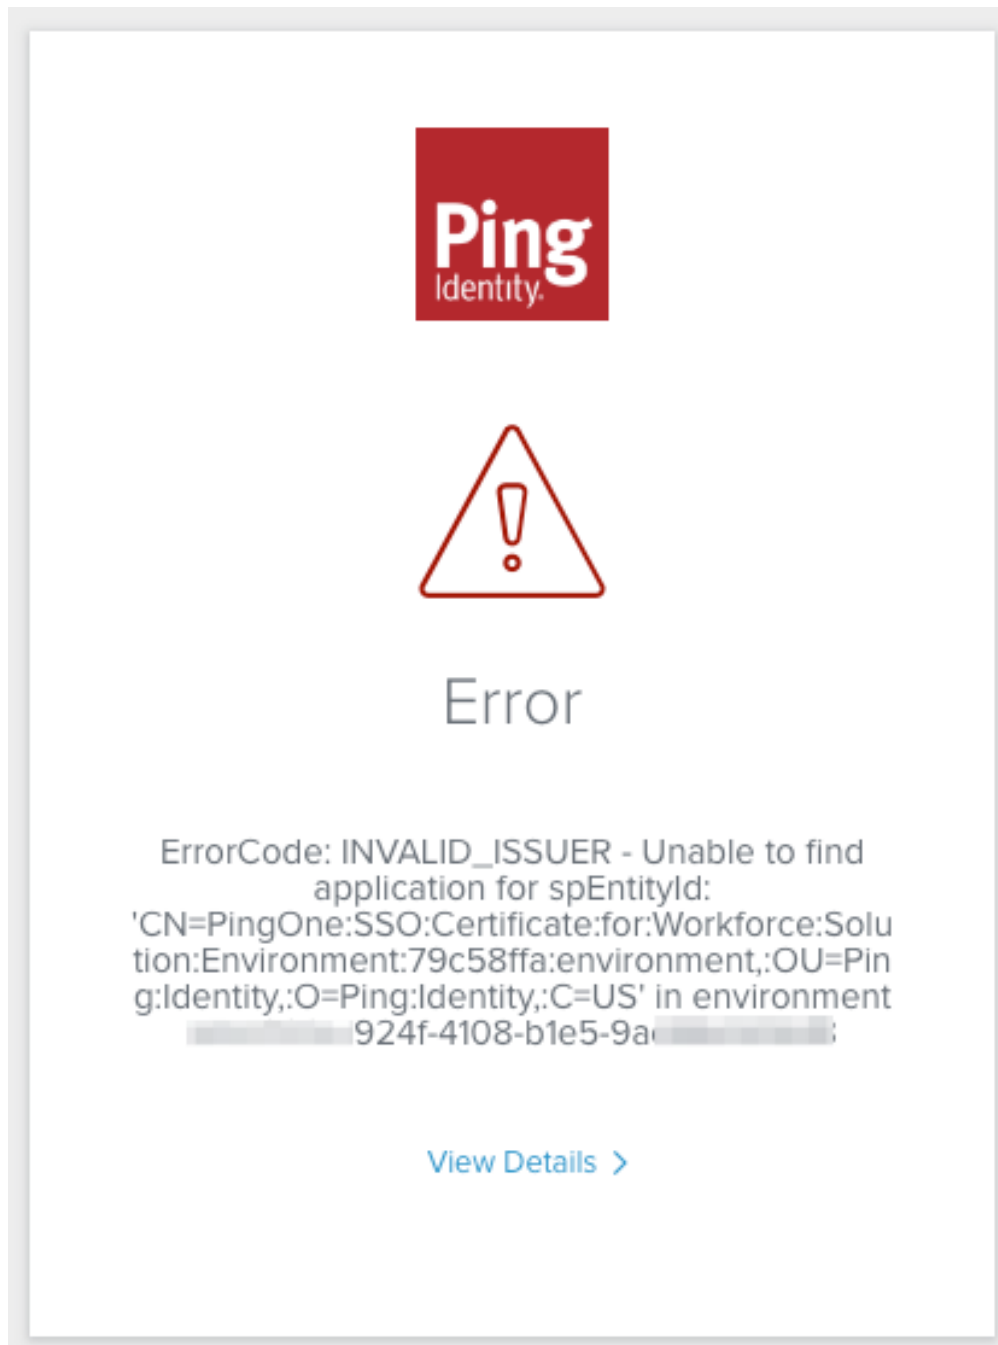 Ping
Identity.
Error
ErrorCode: INVALID_ISSUER - Unable to find
application for spEntityId:
'CN=PingOne:SSO:Certificate:for:Workforce:Solu
tion:Environment:79c58ffa:environment,:OU=Pin
g:Identity,:O=Ping:Identity,:C=US' in environment
924f-4108-b1e5-9a
View Details >